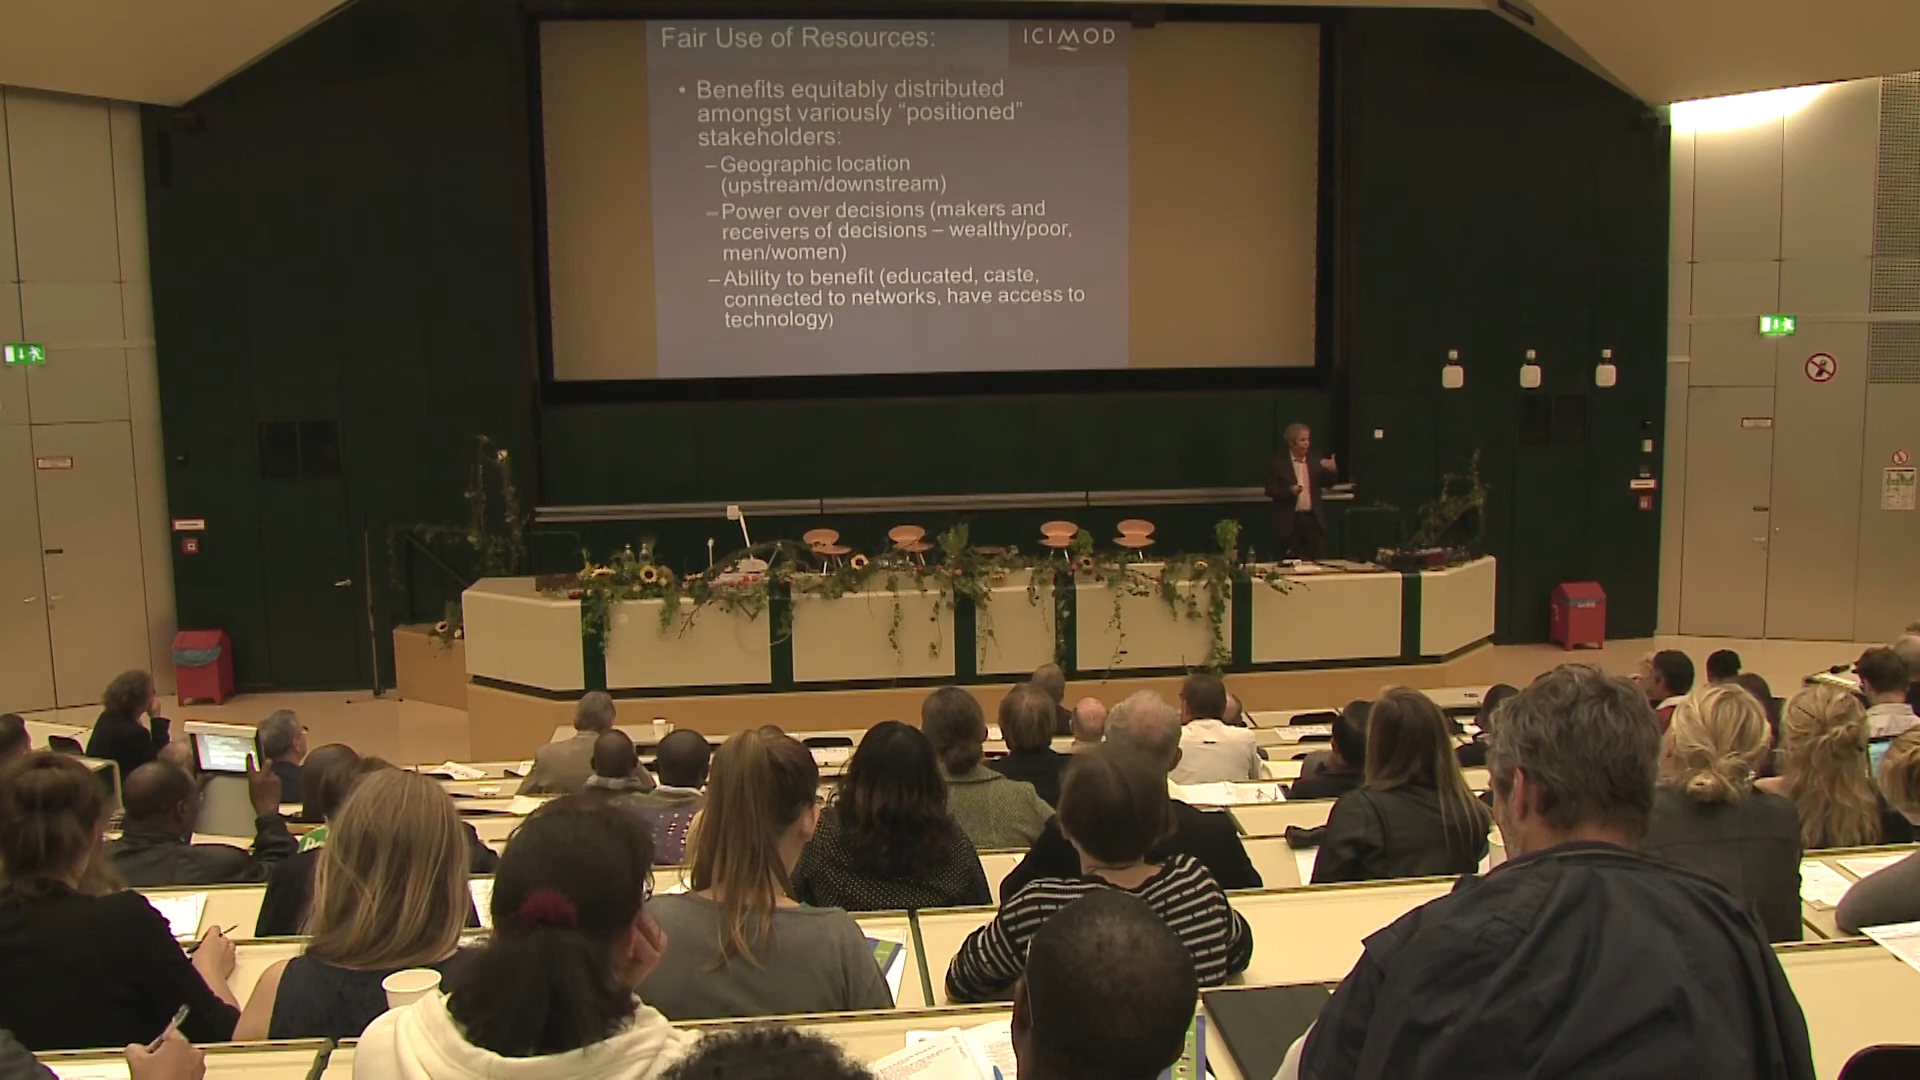 Fair Use of Resources:
ICIMOD
• Benefits equitably distributed
amongst variously “positioned”
stakeholders:
– Geographic location
(upstream/downstream)
– Power over decisions (makers and
receivers of decisions – wealthy/poor,
men/women)
– Ability to benefit (educated, caste,
connected to networks, have access to
technology)